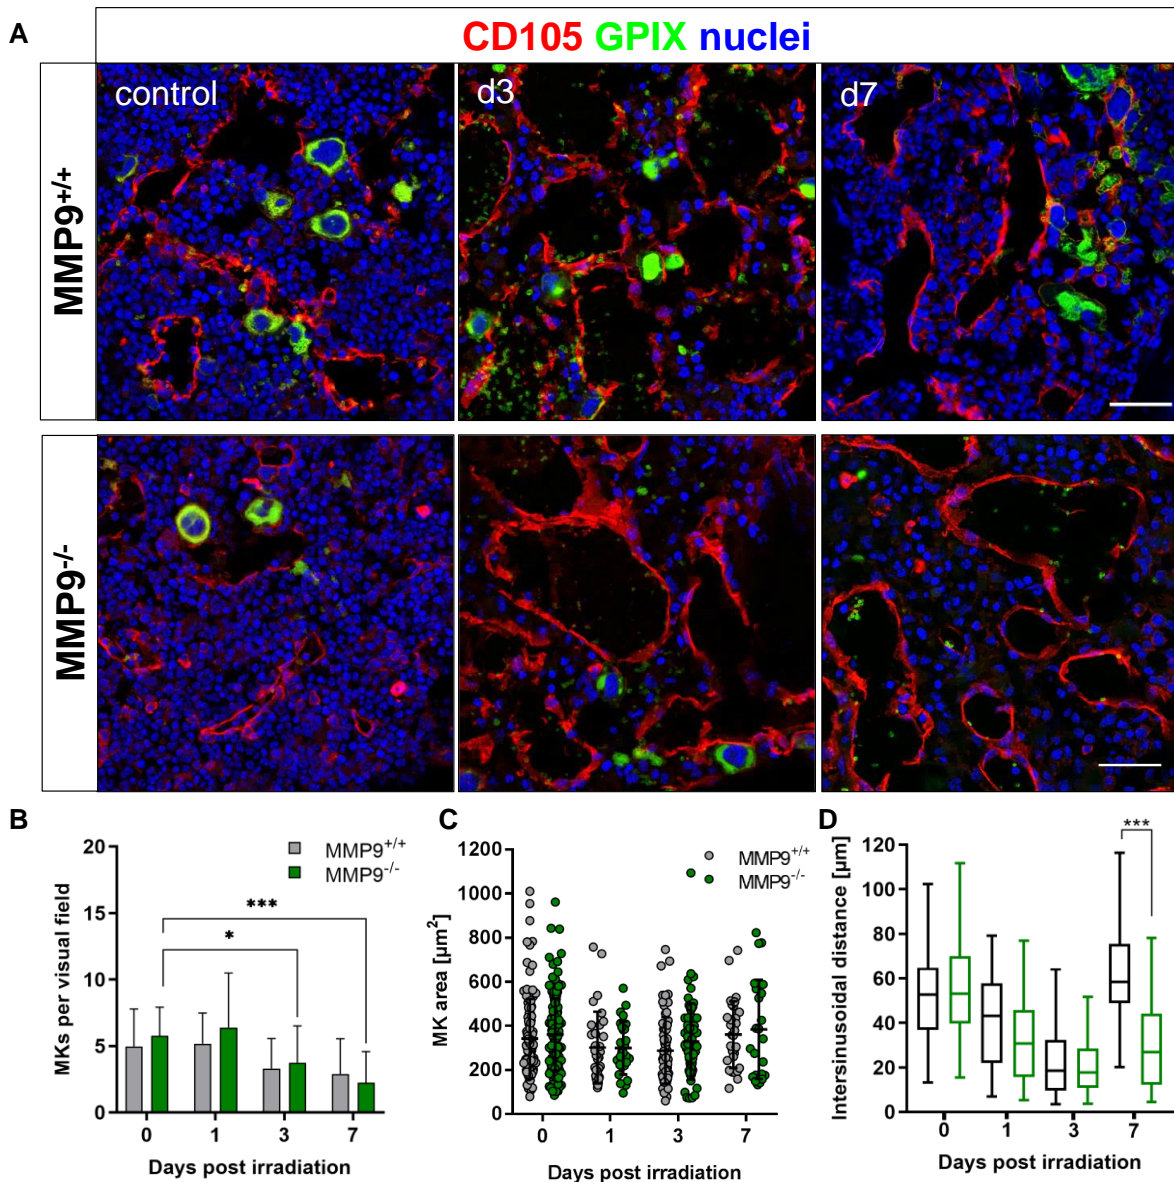 A
CD105 GPIX nuclei
MMP9+/+
control
d3
d7
MMP9-/-
B
20
15
10
5
0
MKs per visual field
MMP9+/+
MMP9-/-
***
*
0 1 3 7
Days post irradiation
C
1200
1000
800
600
400
200
0
MK area [µm²]
MMP9+/+
MMP9-/-
0 1 3 7
Days post irradiation
D
120
100
80
60
40
20
0
Intersinusoidal distance [µm]
***
0 1 3 7
Days post irradiation